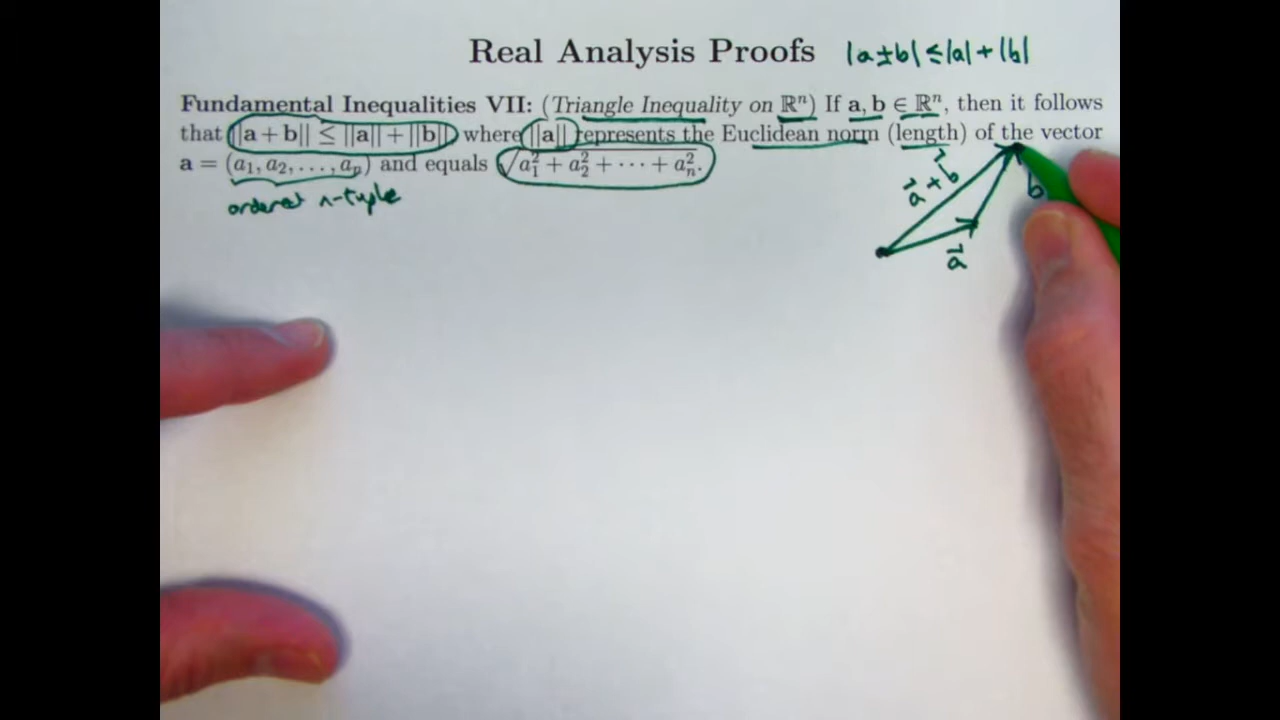 Real Analysis Proofs |a ± b| ≤ |a| + |b|
Fundamental Inequalities VII: (Triangle Inequality on ℝⁿ) If a, b ∈ ℝⁿ, then it follows
that ||a + b|| ≤ ||a|| + ||b|| where ||a|| represents the Euclidean norm (length) of the vector
a = (a₁, a₂, . . . , aₙ) and equals √(a₁² + a₂² + · · · + aₙ²).
ordered n-tuple
a⃗ + b⃗
b
a⃗